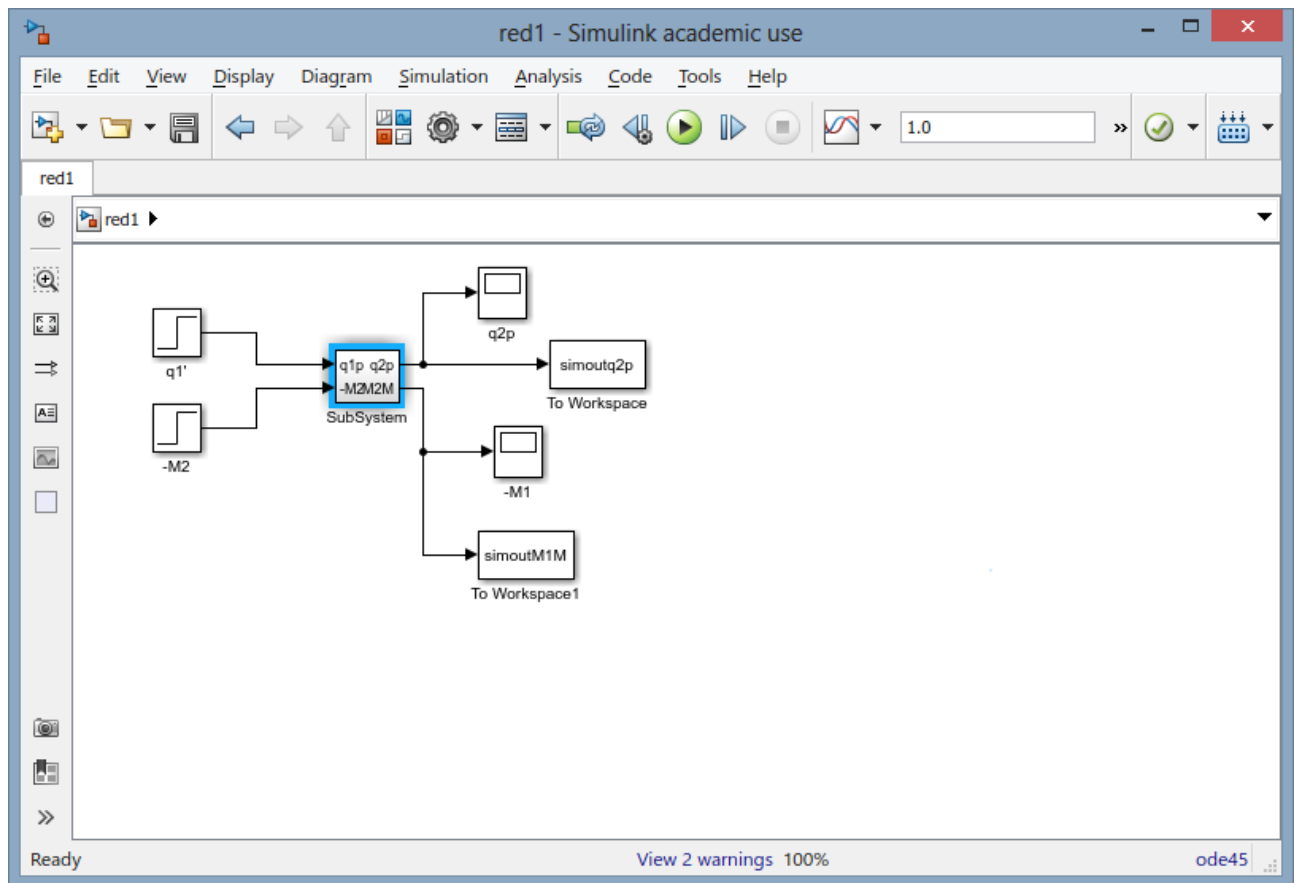 red1 - Simulink academic use
File Edit View Display Diagram Simulation Analysis Code Tools Help
1.0
red1
red1
q2p
q1'
q1p q2p
-M2M2M
SubSystem
simoutq2p
To Workspace
-M2
-M1
simoutM1M
To Workspace1
Ready View 2 warnings 100% ode45